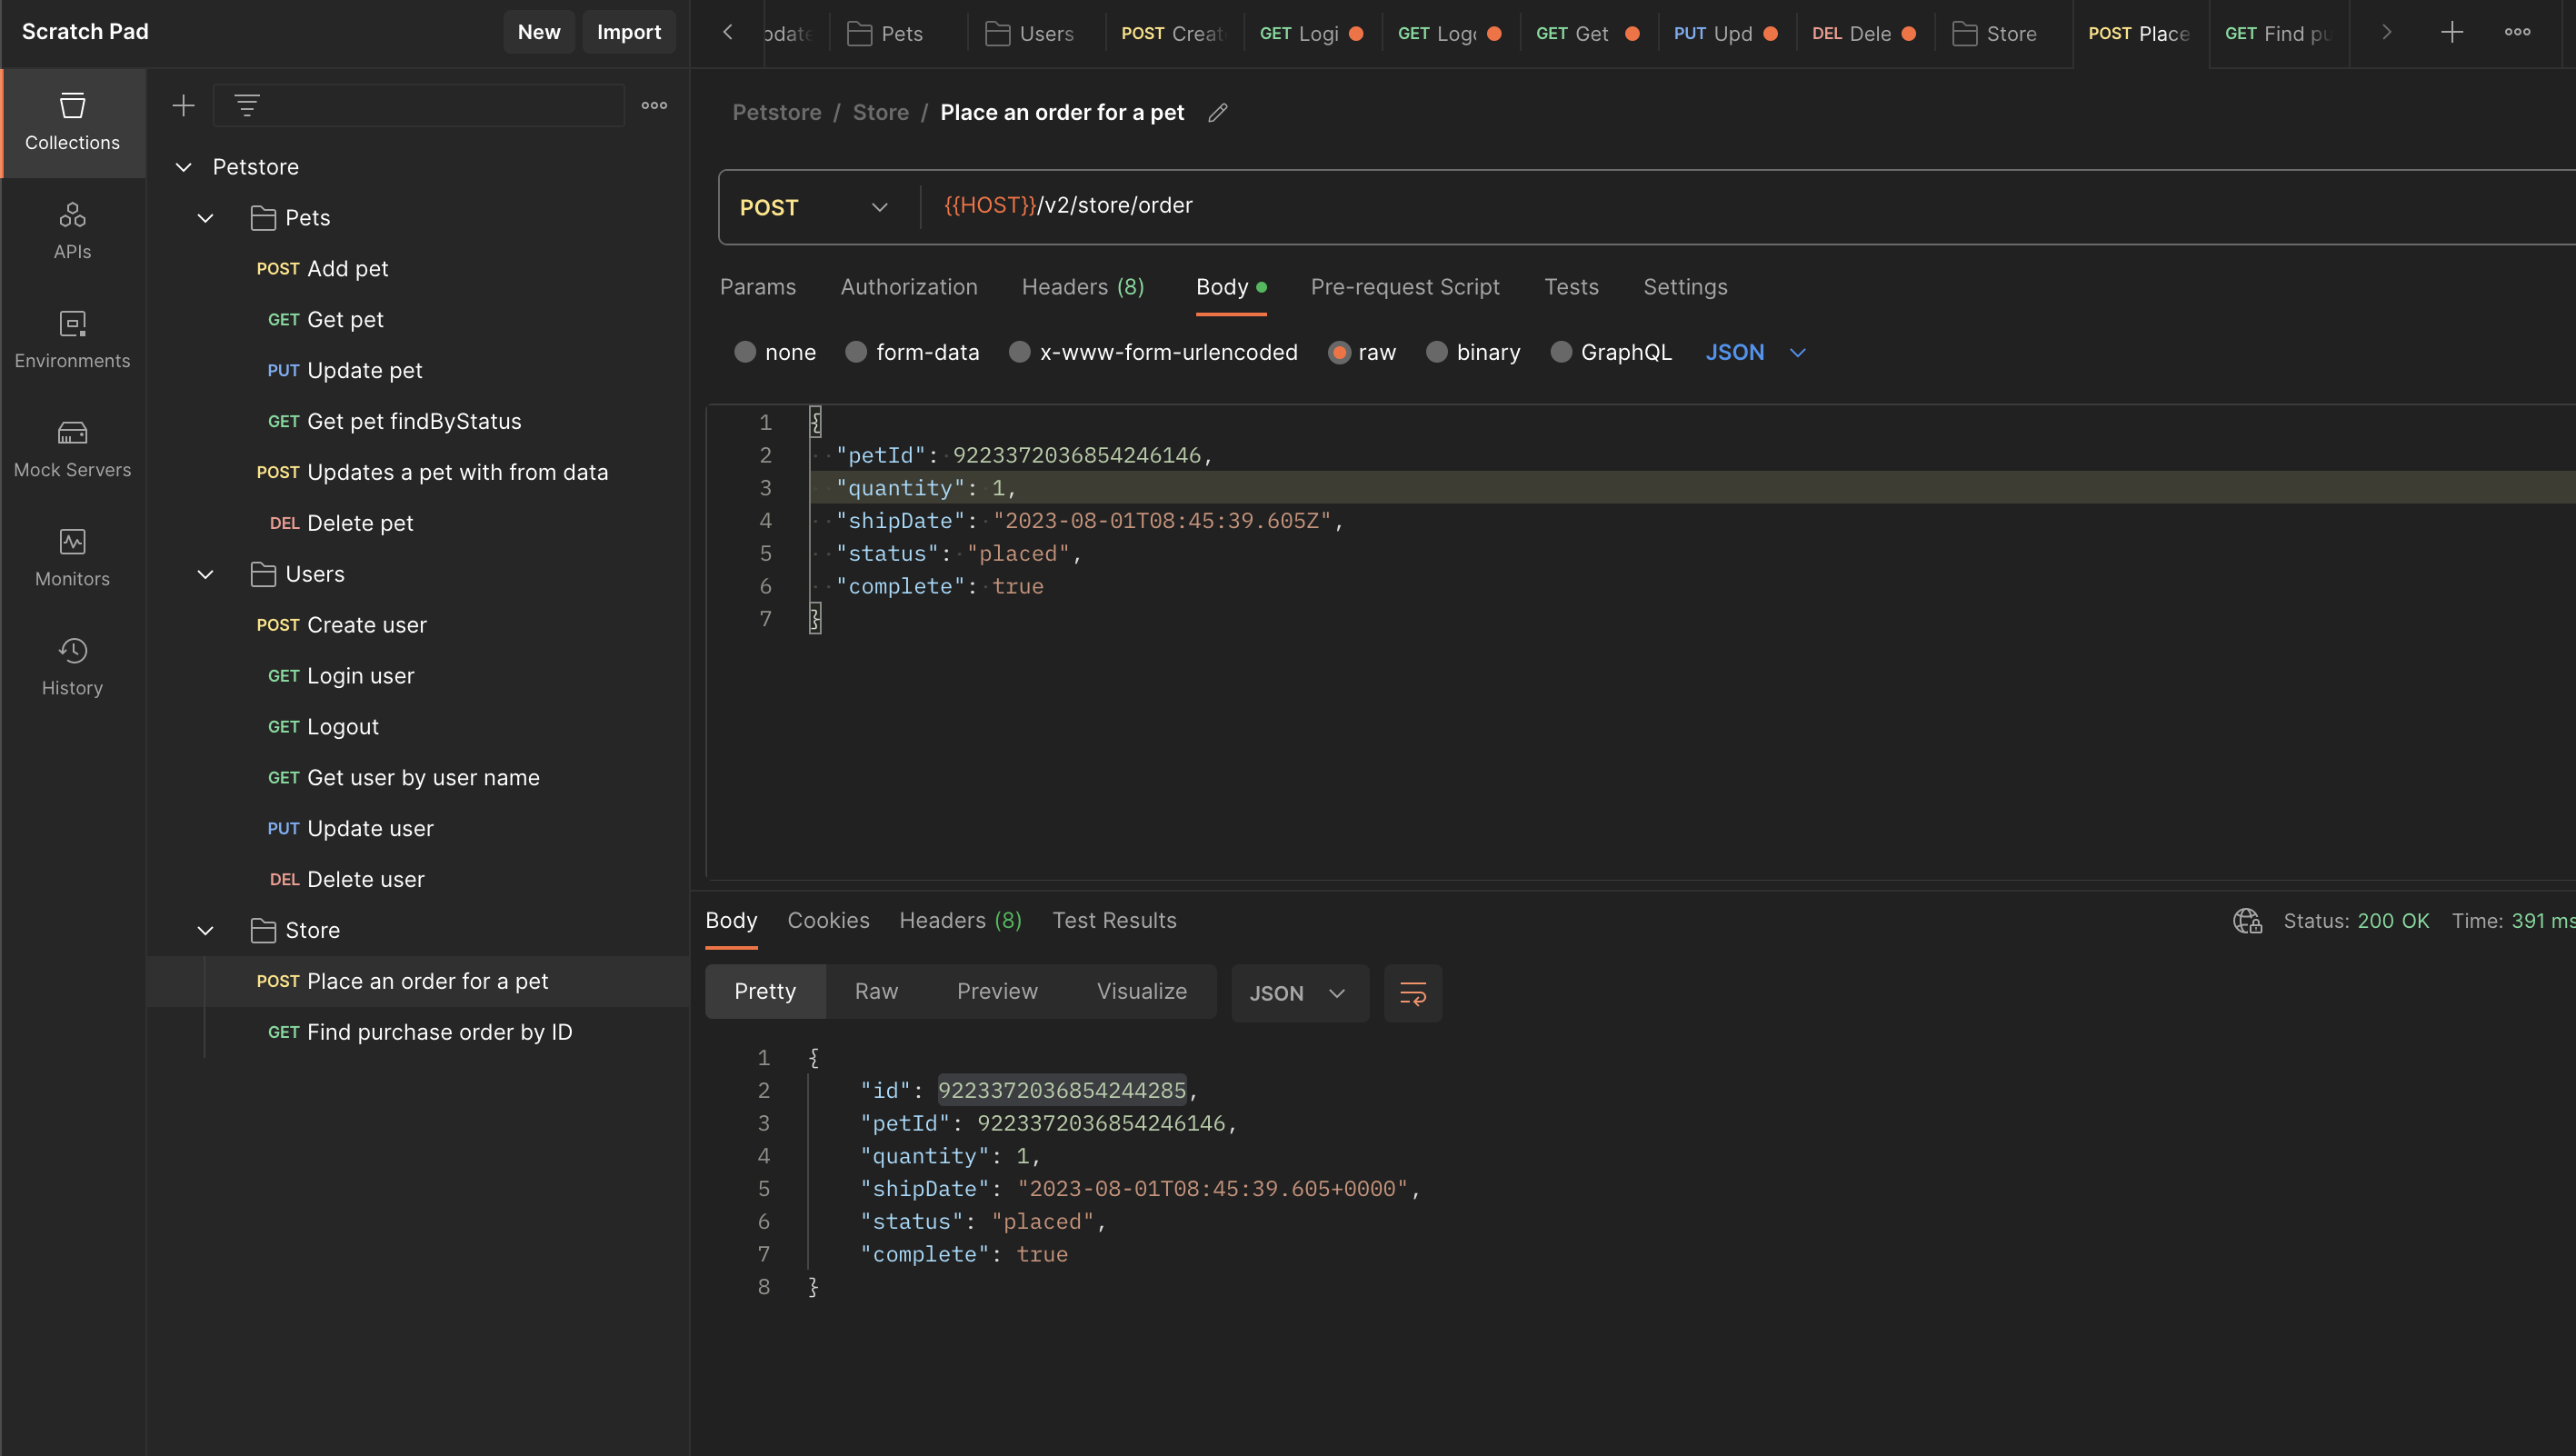 Scratch Pad
New
Import
Pets
Users
POST Creat
GET Logi
GET Logo
GET Get
PUT Upd
DEL Dele
Store
POST Place
GET Find pu
Collections
APIs
Environments
Mock Servers
Monitors
History
Petstore
Pets
POST Add pet
GET Get pet
PUT Update pet
GET Get pet findByStatus
POST Updates a pet with from data
DEL Delete pet
Users
POST Create user
GET Login user
GET Logout
GET Get user by user name
PUT Update user
DEL Delete user
Store
POST Place an order for a pet
GET Find purchase order by ID
Petstore / Store / Place an order for a pet
POST {{HOST}}/v2/store/order
Params Authorization Headers (8) Body Pre-request Script Tests Settings
none form-data x-www-form-urlencoded raw binary GraphQL JSON
1 {
2 "petId": 9223372036854246146,
3 "quantity": 1,
4 "shipDate": "2023-08-01T08:45:39.605Z",
5 "status": "placed",
6 "complete": true
7 }
Body Cookies Headers (8) Test Results Status: 200 OK Time: 391 ms
Pretty Raw Preview Visualize JSON
1 {
2 "id": 9223372036854244285,
3 "petId": 9223372036854246146,
4 "quantity": 1,
5 "shipDate": "2023-08-01T08:45:39.605+0000",
6 "status": "placed",
7 "complete": true
8 }